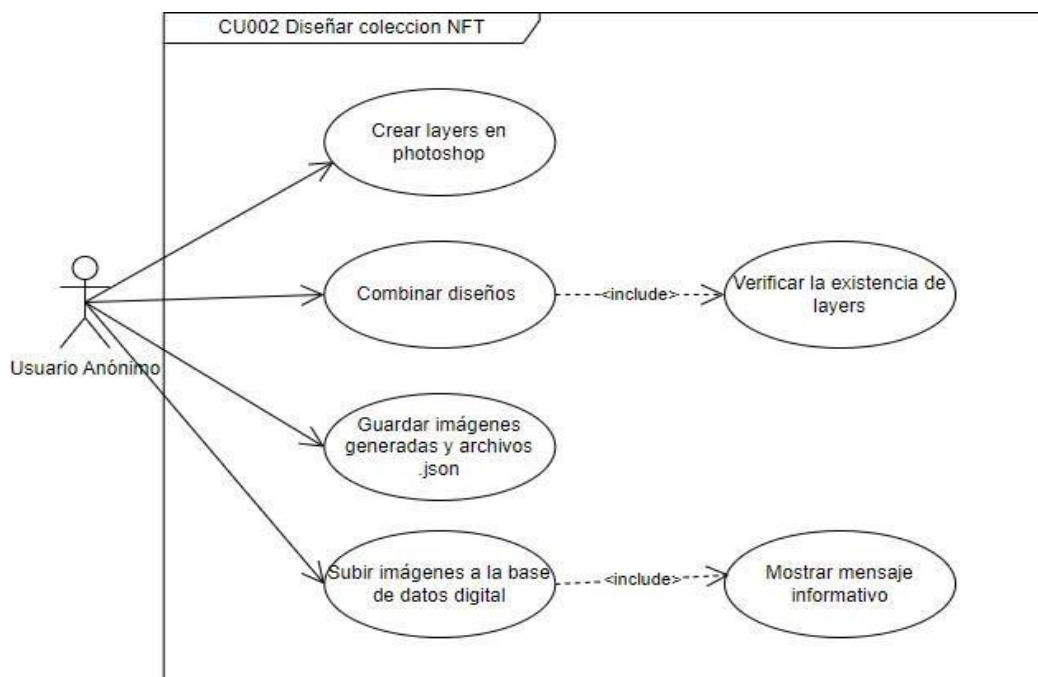 CU002 Diseñar coleccion NFT
Crear layers en
photoshop
Combinar diseños
<include>
Verificar la existencia de
layers
Usuario Anónimo
Guardar imágenes
generadas y archivos
.json
Subir imágenes a la base
de datos digital
<include>
Mostrar mensaje
informativo